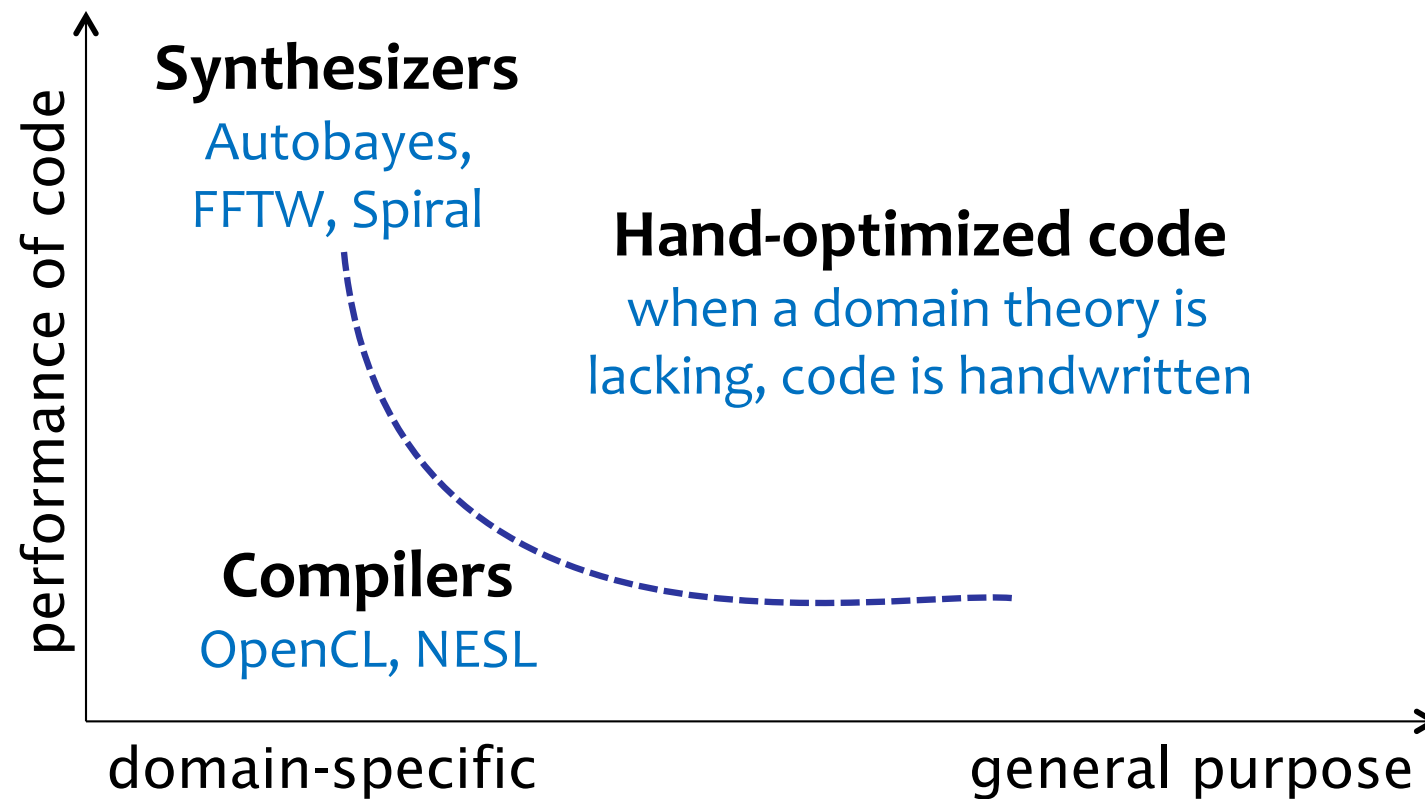 performance of code
Synthesizers
Autobayes,
FFTW, Spiral
Hand-optimized code
when a domain theory is
lacking, code is handwritten
Compilers
OpenCL, NESL
domain-specific
general purpose